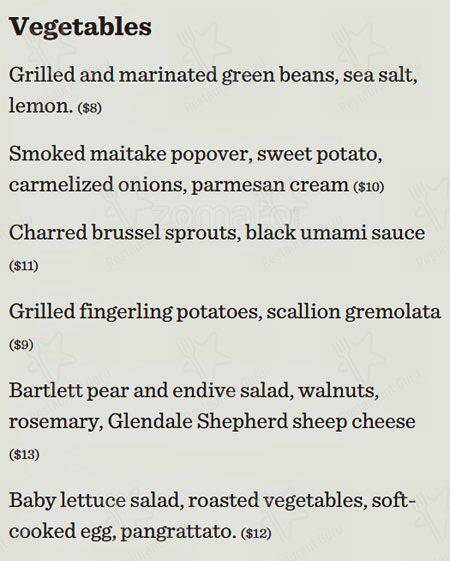 Vegetables
Grilled and marinated green beans, sea salt,
lemon. ($8)
Smoked maitake popover, sweet potato,
carmelized onions, parmesan cream ($10)
Charred brussel sprouts, black umami sauce
($11)
Grilled fingerling potatoes, scallion gremolata
($9)
Bartlett pear and endive salad, walnuts,
rosemary, Glendale Shepherd sheep cheese
($13)
Baby lettuce salad, roasted vegetables, soft-
cooked egg, pangrattato. ($12)